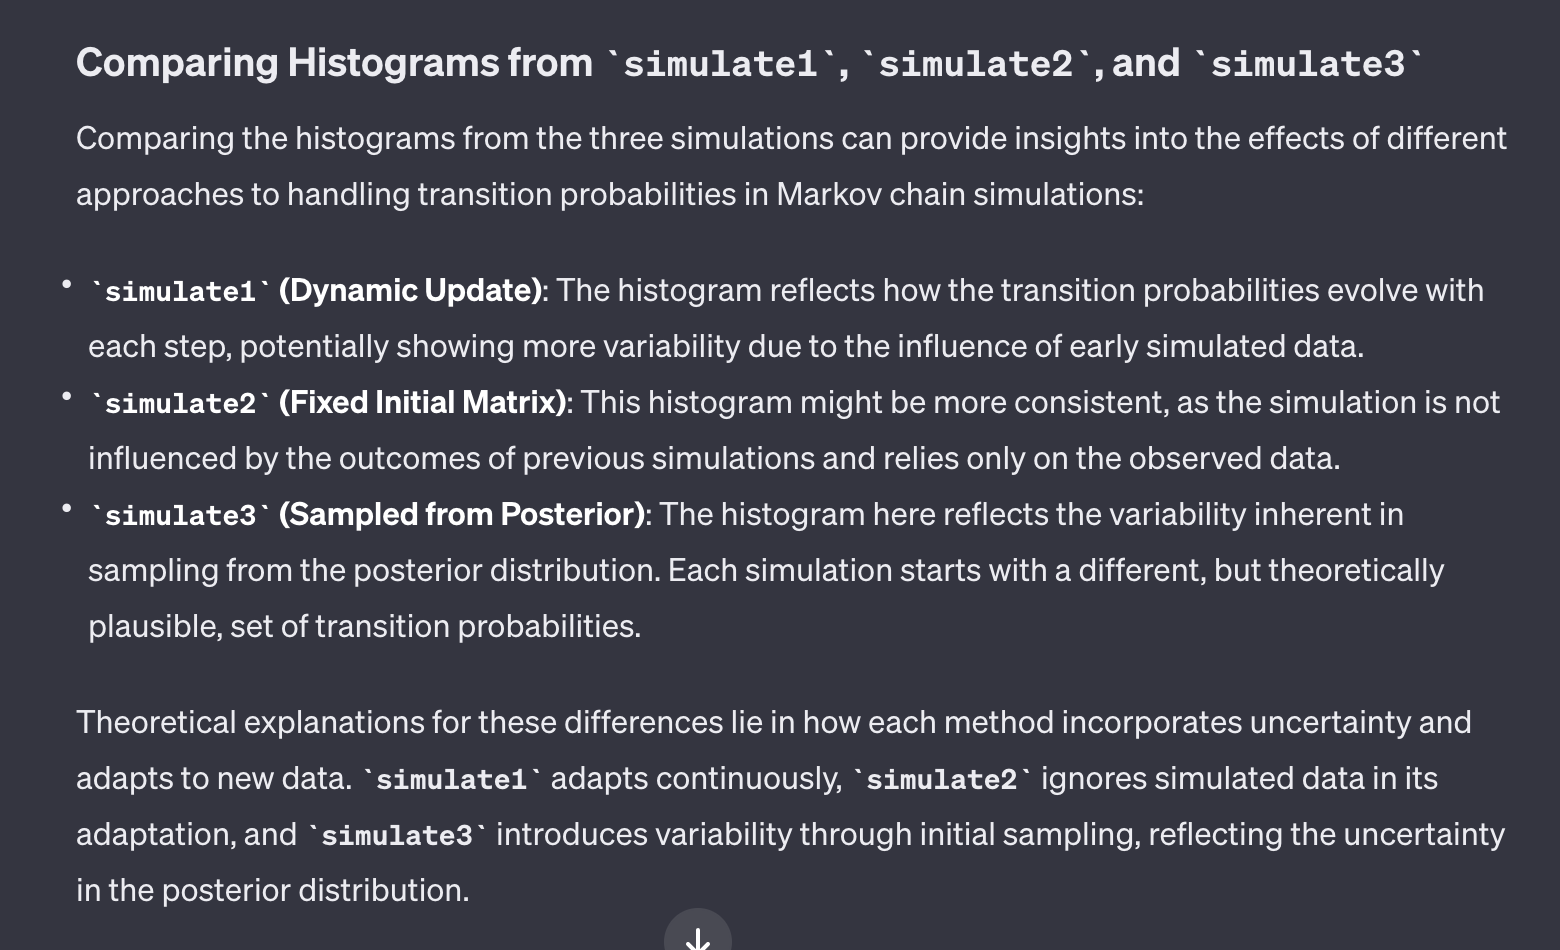 Comparing Histograms from `simulate1`, `simulate2`, and `simulate3`
Comparing the histograms from the three simulations can provide insights into the effects of different
approaches to handling transition probabilities in Markov chain simulations:
• `simulate1` (Dynamic Update): The histogram reflects how the transition probabilities evolve with
each step, potentially showing more variability due to the influence of early simulated data.
• `simulate2` (Fixed Initial Matrix): This histogram might be more consistent, as the simulation is not
influenced by the outcomes of previous simulations and relies only on the observed data.
• `simulate3` (Sampled from Posterior): The histogram here reflects the variability inherent in
sampling from the posterior distribution. Each simulation starts with a different, but theoretically
plausible, set of transition probabilities.
Theoretical explanations for these differences lie in how each method incorporates uncertainty and
adapts to new data. `simulate1` adapts continuously, `simulate2` ignores simulated data in its
adaptation, and `simulate3` introduces variability through initial sampling, reflecting the uncertainty
in the posterior distribution.